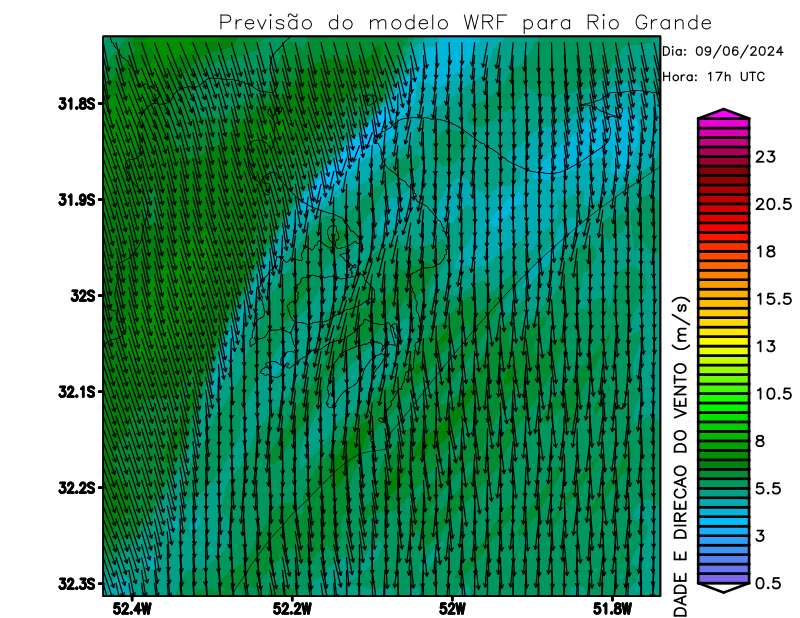 Previsão do modelo WRF para Rio Grande
Dia: 09/06/2024
Hora: 17h UTC
31.8S
31.9S
32S
32.1S
32.2S
32.3S
52.4W
52.2W
52W
51.8W
23
20.5
18
15.5
13
10.5
8
5.5
3
0.5
DADE E DIRECAO DO VENTO (m/s)